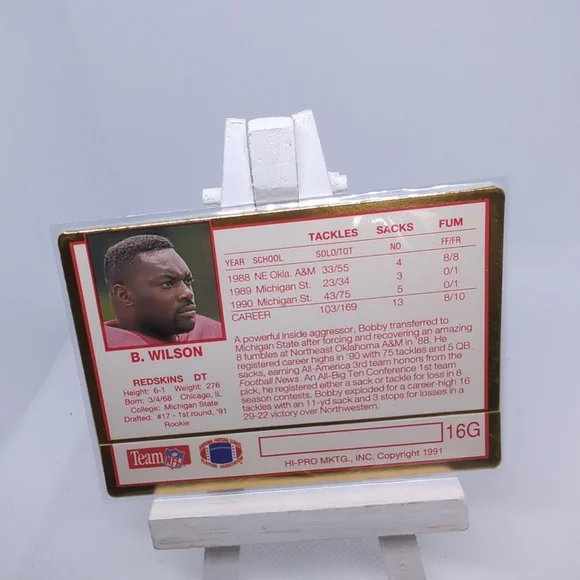 TACKLES SACKS FUM
YEAR SCHOOL SOLO/TOT NO FF/FR
1988 NE Okla. A&M 33/55 4 8/8
1989 Michigan St. 23/34 3 0/1
1990 Michigan St. 43/75 5 0/1
CAREER 103/169 13 8/10
B. WILSON
REDSKINS DT
Height: 6-1 Weight: 276
Born: 3/4/68 Chicago, IL
College: Michigan State
Drafted: #17 - 1st round, '91
Rookie
A powerful inside aggressor, Bobby transferred to
Michigan State after forcing and recovering an amazing
8 fumbles at Northeast Oklahoma A&M in '88. He
registered career highs in '90 with 75 tackles and 5 QB
sacks, earning All-America 3rd team honors from the
Football News. An All-Big Ten Conference 1st team
pick, he registered either a sack or tackle for loss in 8
season contests. Bobby exploded for a career-high 16
tackles with an 11-yd sack and 3 stops for losses in a
29-22 victory over Northwestern.
Team NFL
16G
HI-PRO MKTG., INC. Copyright 1991